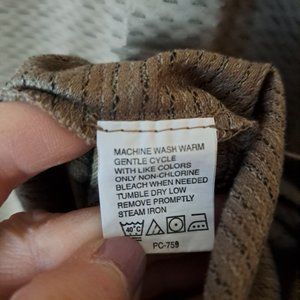 MACHINE WASH WARM
GENTLE CYCLE
WITH LIKE COLORS
ONLY NON-CHLORINE
BLEACH WHEN NEEDED
TUMBLE DRY LOW
REMOVE PROMPTLY
STEAM IRON
40°C
PC-759